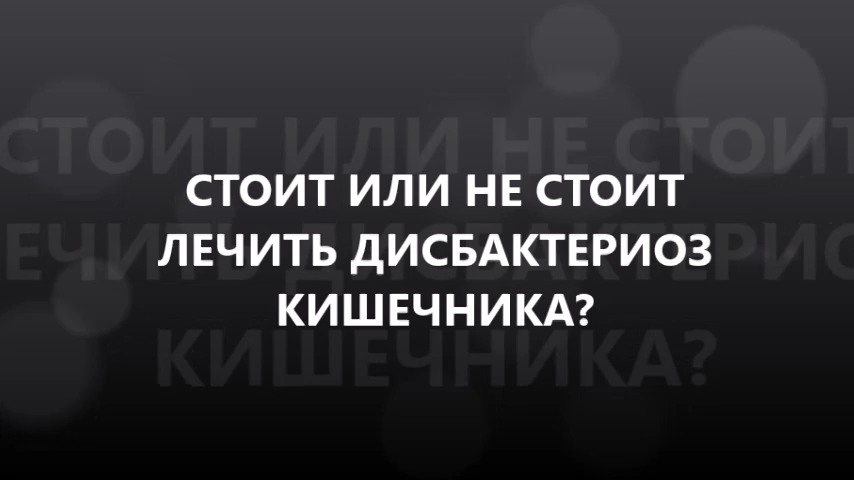 СТОИТ ИЛИ НЕ СТОИТ
ЛЕЧИТЬ ДИСБАКТЕРИОЗ
КИШЕЧНИКА?